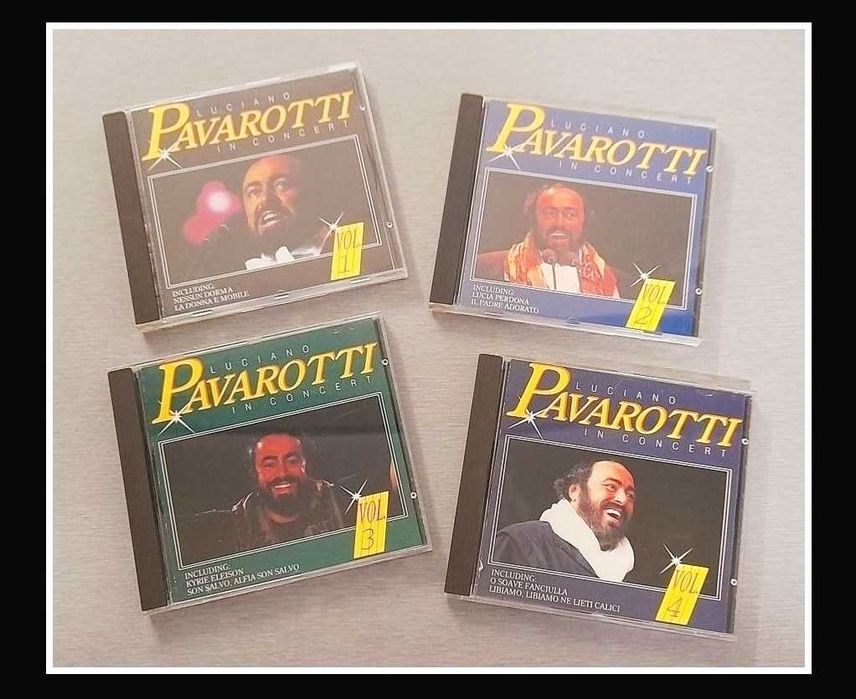 LUCIANO
PAVAROTTI
IN CONCERT
VOL
1
INCLUDING:
NESSUN DORMA
LA DONNA E MOBILE
LUCIANO
PAVAROTTI
IN CONCERT
VOL
2
INCLUDING:
LUCIA PERDONA
IL PADRE ADORATO
LUCIANO
PAVAROTTI
IN CONCERT
VOL
3
INCLUDING:
KYRIE ELEISON
SON SALVO, ALFIA SON SALVO
LUCIANO
PAVAROTTI
IN CONCERT
VOL
4
INCLUDING:
O SOAVE FANCIULLA
LIBIAMO, LIBIAMO NE LIETI CALICI